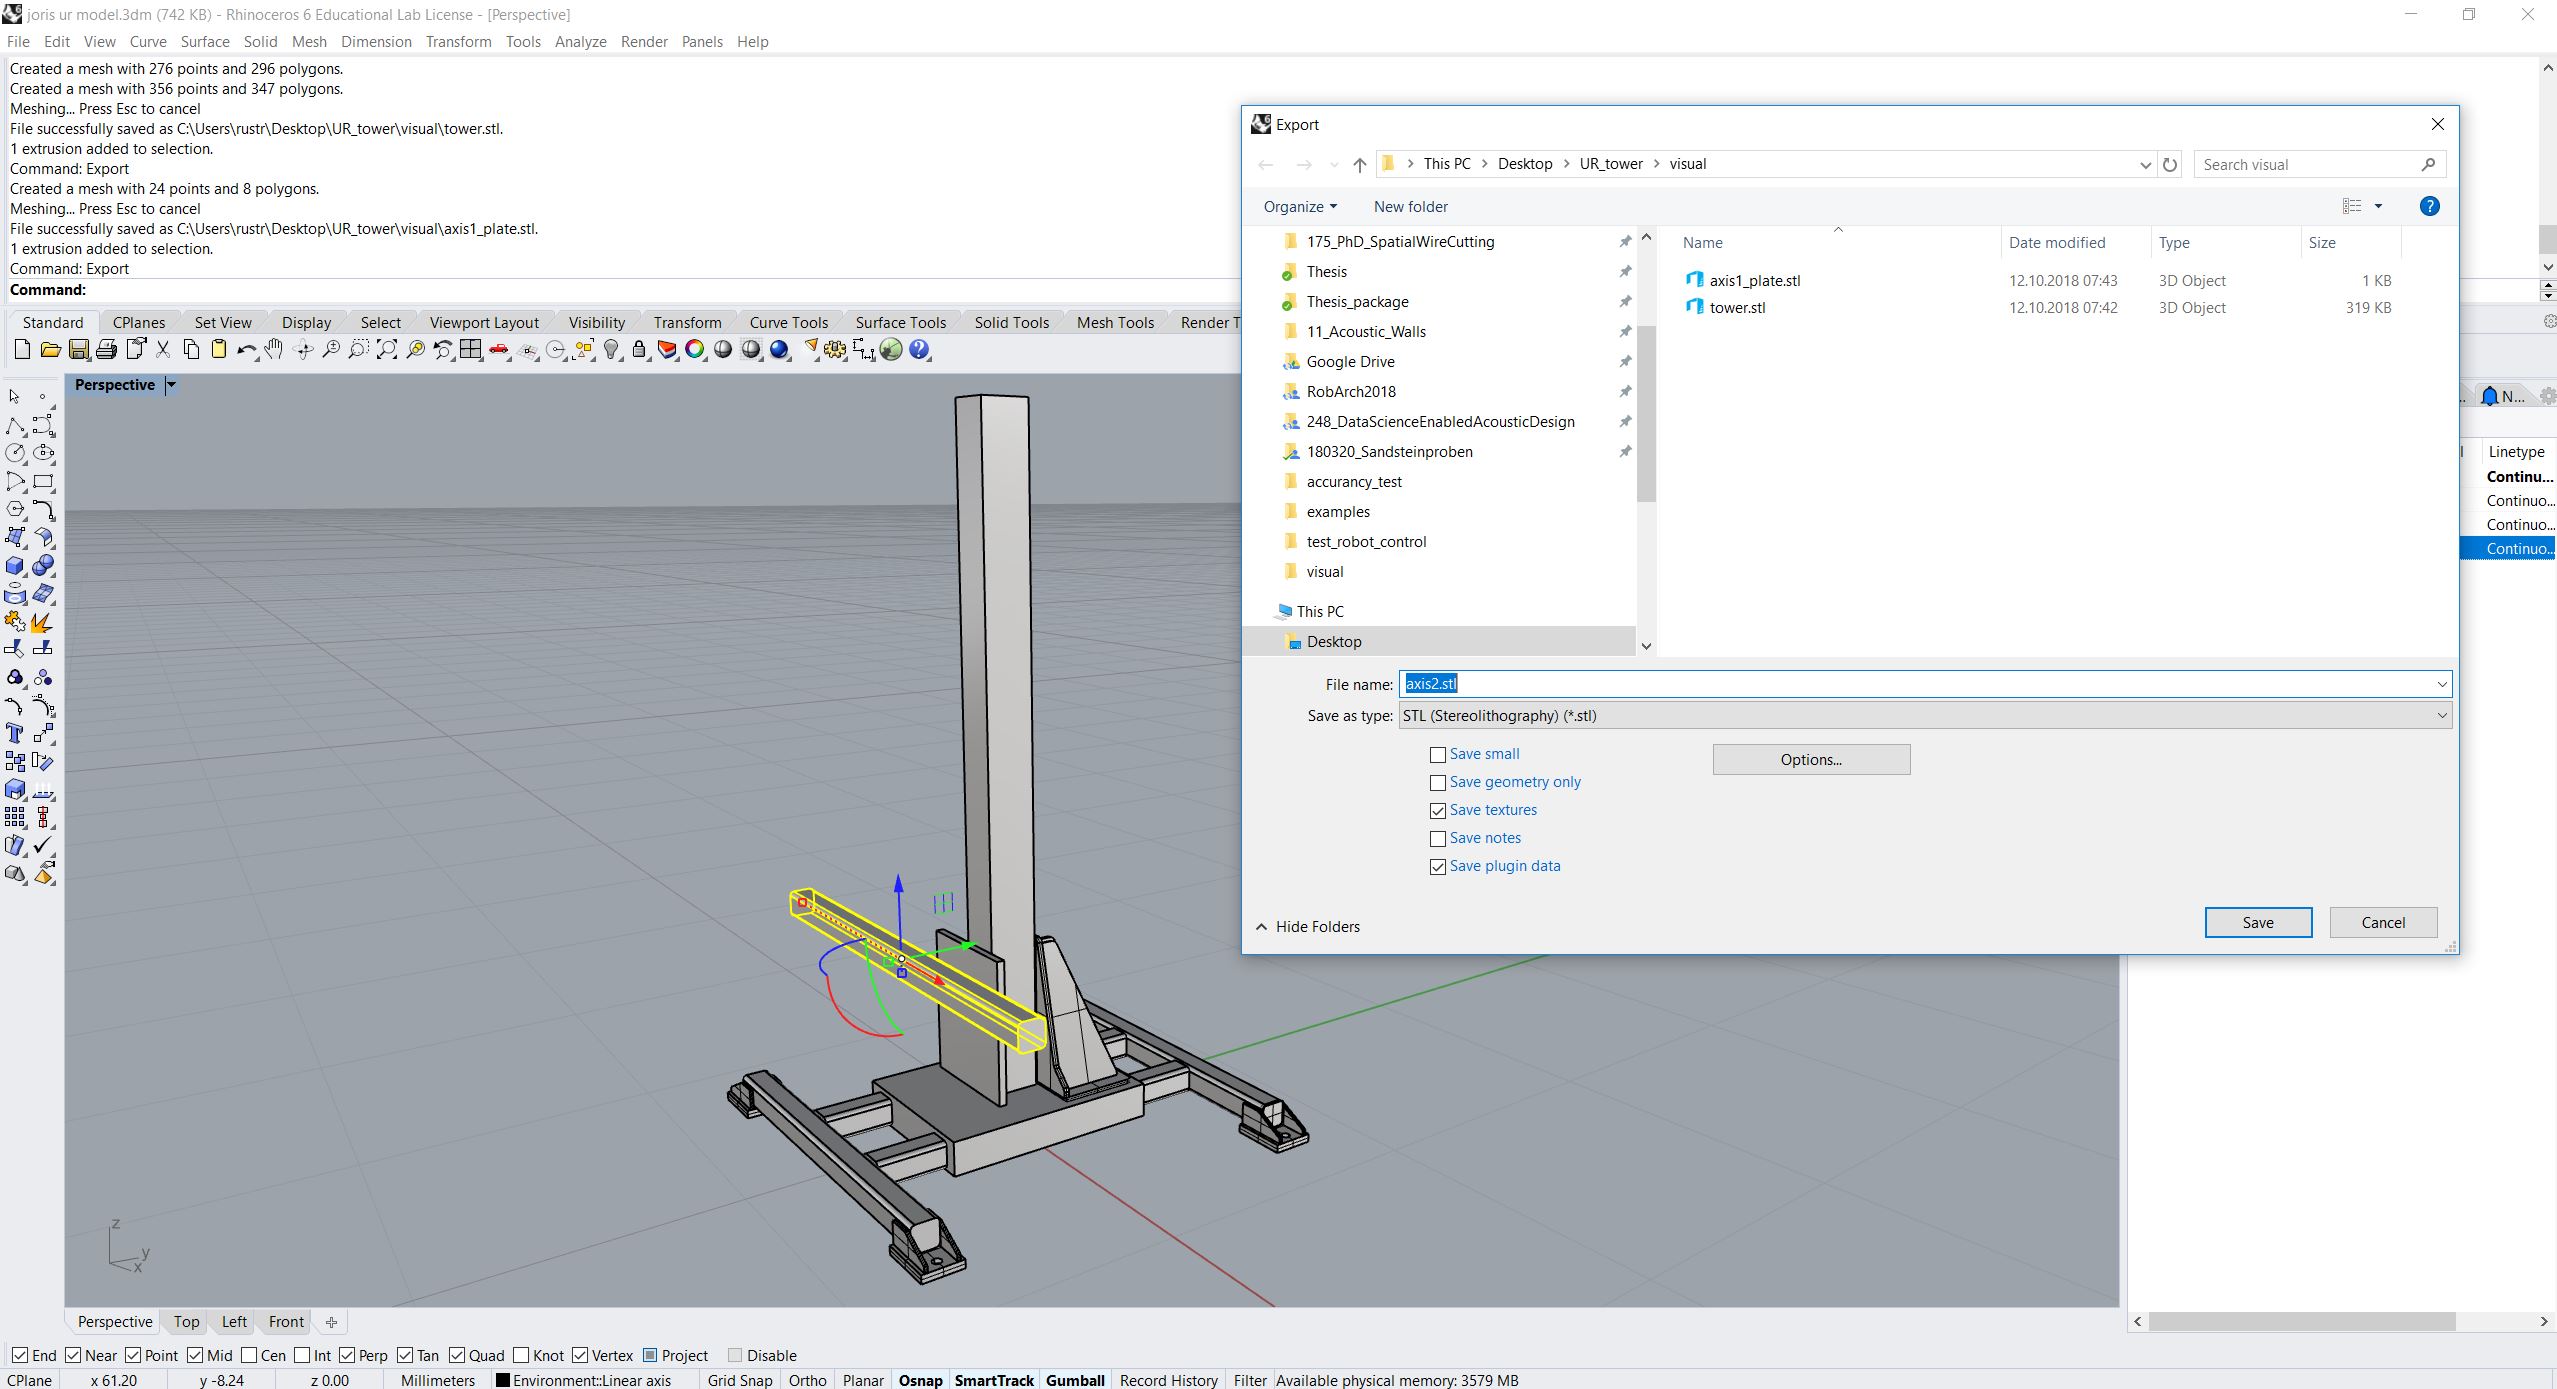 joris ur model.3dm (742 KB) - Rhinoceros 6 Educational Lab License - [Perspective]
File Edit View Curve Surface Solid Mesh Dimension Transform Tools Analyze Render Panels Help
Created a mesh with 276 points and 296 polygons.
Created a mesh with 356 points and 347 polygons.
Meshing... Press Esc to cancel
File successfully saved as C:\Users\rustr\Desktop\UR_tower\visual\tower.stl.
1 extrusion added to selection.
Command: Export
Created a mesh with 24 points and 8 polygons.
Meshing... Press Esc to cancel
File successfully saved as C:\Users\rustr\Desktop\UR_tower\visual\axis1_plate.stl.
1 extrusion added to selection.
Command: Export
Command:
Standard CPlanes Set View Display Select Viewport Layout Visibility Transform Curve Tools Surface Tools Solid Tools Mesh Tools Render T
Perspective
Export
This PC > Desktop > UR_tower > visual
Search visual
Organize New folder
175_PhD_SpatialWireCutting
Thesis
Thesis_package
11_Acoustic_Walls
Google Drive
RobArch2018
248_DataScienceEnabledAcousticDesign
180320_Sandsteinproben
accurancy_test
examples
test_robot_control
visual
This PC
Desktop
Name Date modified Type Size
axis1_plate.stl 12.10.2018 07:43 3D Object 1 KB
tower.stl 12.10.2018 07:42 3D Object 319 KB
File name: axis2.stl
Save as type: STL (Stereolithography) (*.stl)
Save small
Options...
Save geometry only
Save textures
Save notes
Save plugin data
Hide Folders
Save Cancel
N...
Linetype
Continu...
Continuo...
Continuo...
Continuo...
z
y
x
Perspective Top Left Front
End Near Point Mid Cen Int Perp Tan Quad Knot Vertex Project Disable
CPlane x 61.20 y -8.24 z 0.00 Millimeters Environment::Linear axis Grid Snap Ortho Planar Osnap SmartTrack Gumball Record History Filter Available physical memory: 3579 MB